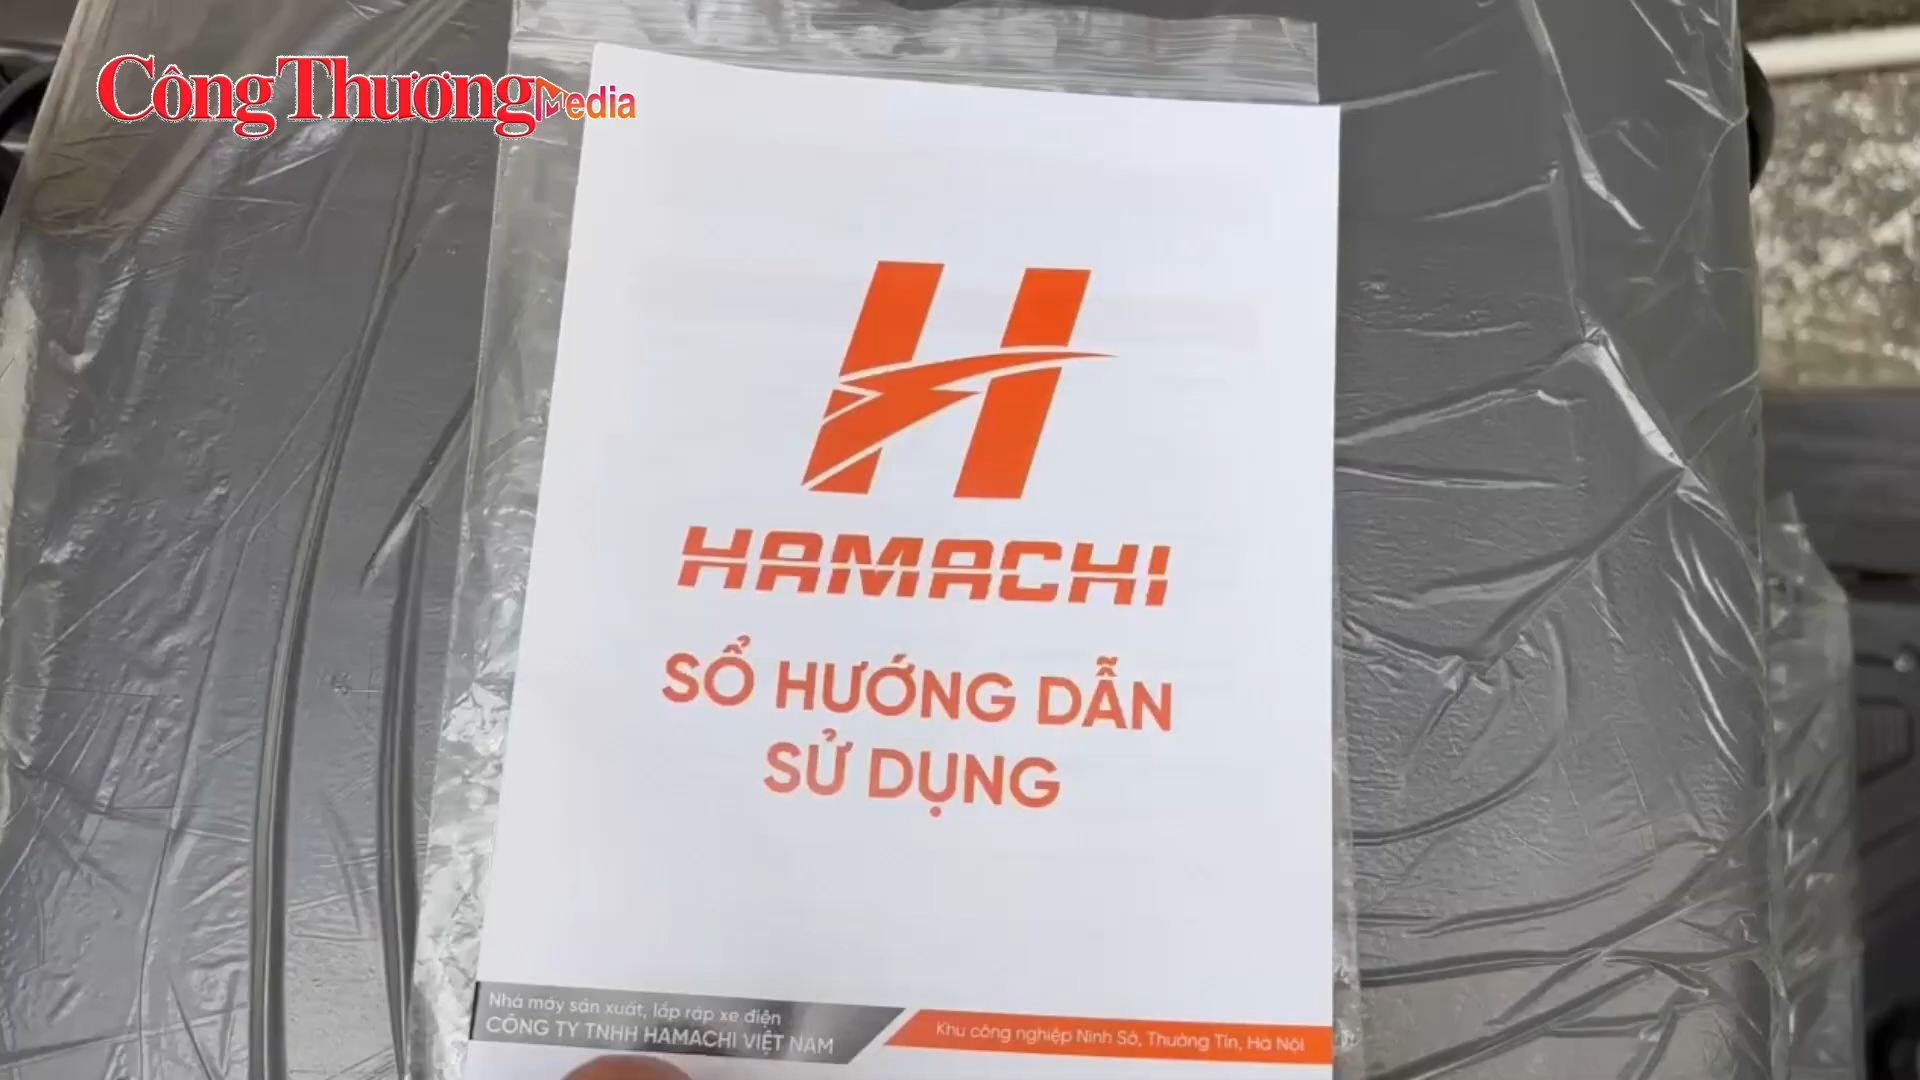 Công Thương Media
HAMACHI
SỔ HƯỚNG DẪN
SỬ DỤNG
Nhà máy sản xuất, lắp ráp xe điện
CÔNG TY TNHH HAMACHI VIỆT NAM
Khu công nghiệp Ninh Sở, Thường Tín, Hà Nội